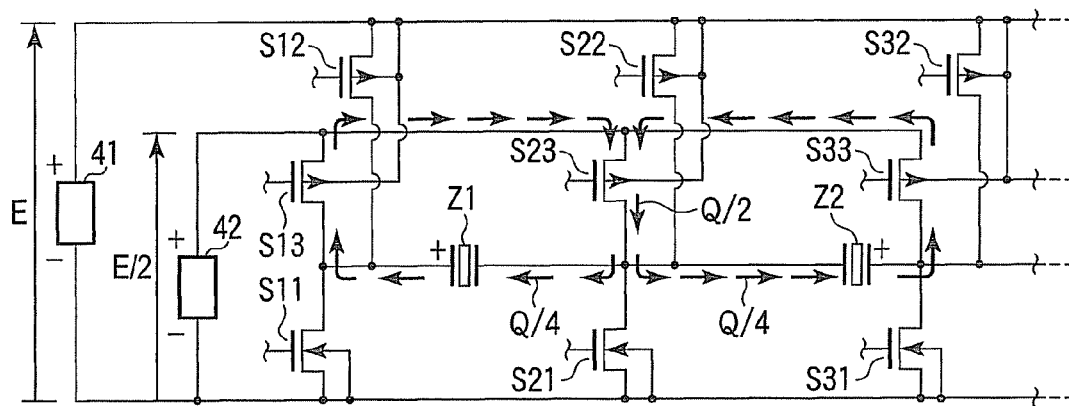 S12
S22
S32
+
41
E
-
E/2
+
42
-
S13
S23
S33
Z1
+
Q/2
Z2
+
S11
Q/4
Q/4
S21
S31